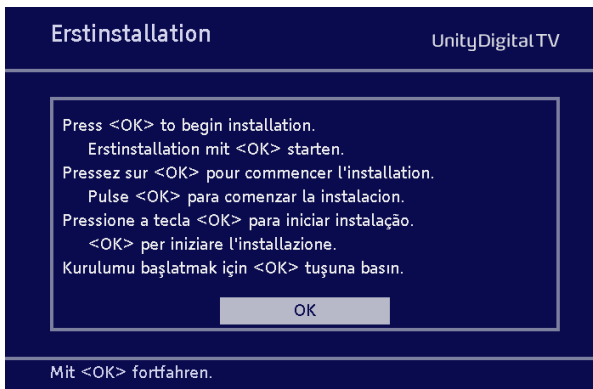 Erstinstallation
UnityDigitalTV
Press <OK> to begin installation.
Erstinstallation mit <OK> starten.
Pressez sur <OK> pour commencer l'installation.
Pulse <OK> para comenzar la instalacion.
Pressione a tecla <OK> para iniciar instalação.
<OK> per iniziare l'installazione.
Kurulumu başlatmak için <OK> tuşuna basın.
OK
Mit <OK> fortfahren.